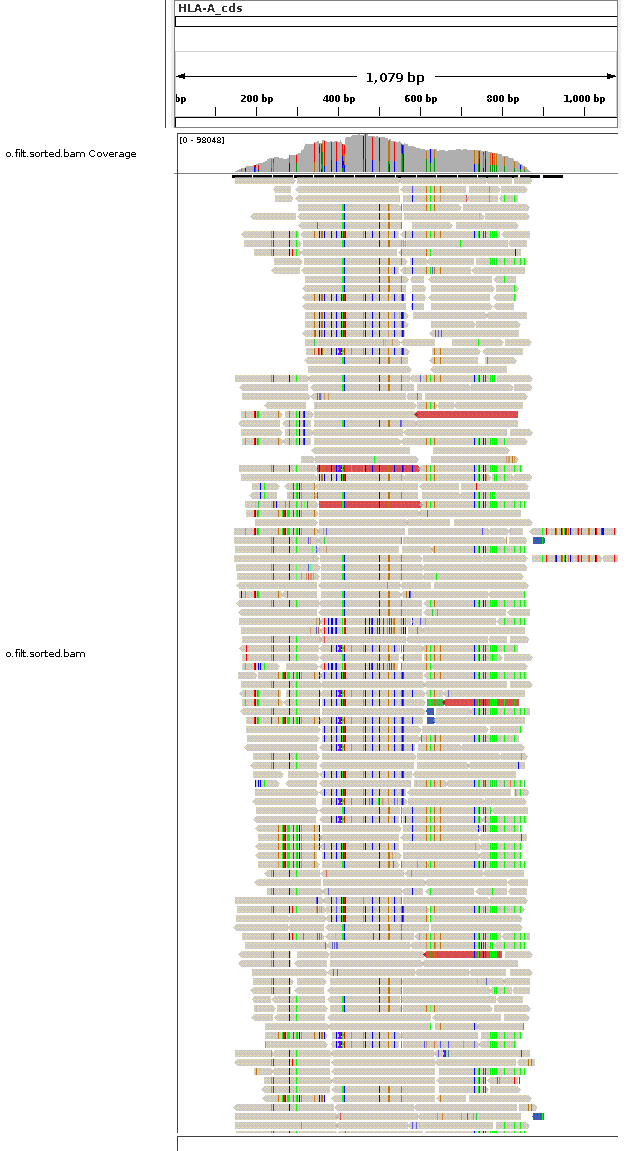 HLA-A_cds
1,079 bp
bp 200 bp 400 bp 600 bp 800 bp 1,000 bp
[0 - 98048]
o.filt.sorted.bam Coverage
o.filt.sorted.bam